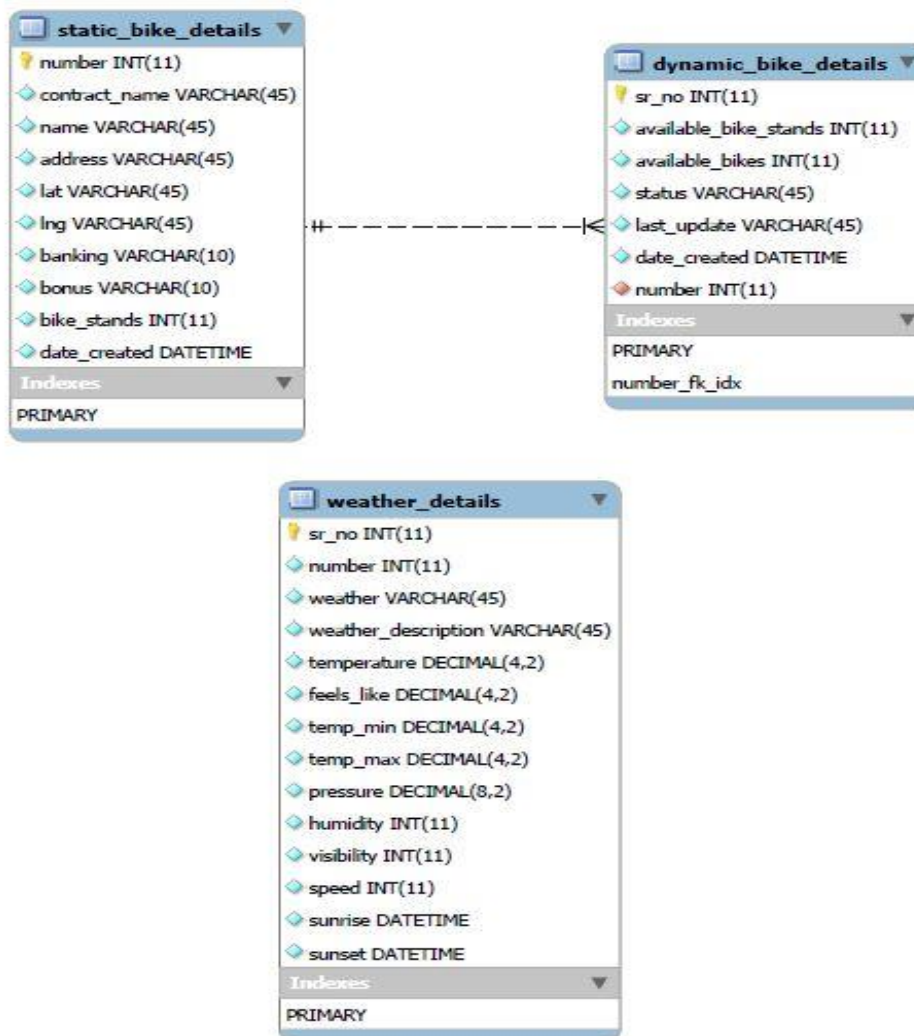 static_bike_details
number INT(11)
contract_name VARCHAR(45)
name VARCHAR(45)
address VARCHAR(45)
lat VARCHAR(45)
lng VARCHAR(45)
banking VARCHAR(10)
bonus VARCHAR(10)
bike_stands INT(11)
date_created DATETIME
Indexes
PRIMARY
dynamic_bike_details
sr_no INT(11)
available_bike_stands INT(11)
available_bikes INT(11)
status VARCHAR(45)
last_update VARCHAR(45)
date_created DATETIME
number INT(11)
Indexes
PRIMARY
number_fk_idx
weather_details
sr_no INT(11)
number INT(11)
weather VARCHAR(45)
weather_description VARCHAR(45)
temperature DECIMAL(4,2)
feels_like DECIMAL(4,2)
temp_min DECIMAL(4,2)
temp_max DECIMAL(4,2)
pressure DECIMAL(8,2)
humidity INT(11)
visibility INT(11)
speed INT(11)
sunrise DATETIME
sunset DATETIME
Indexes
PRIMARY